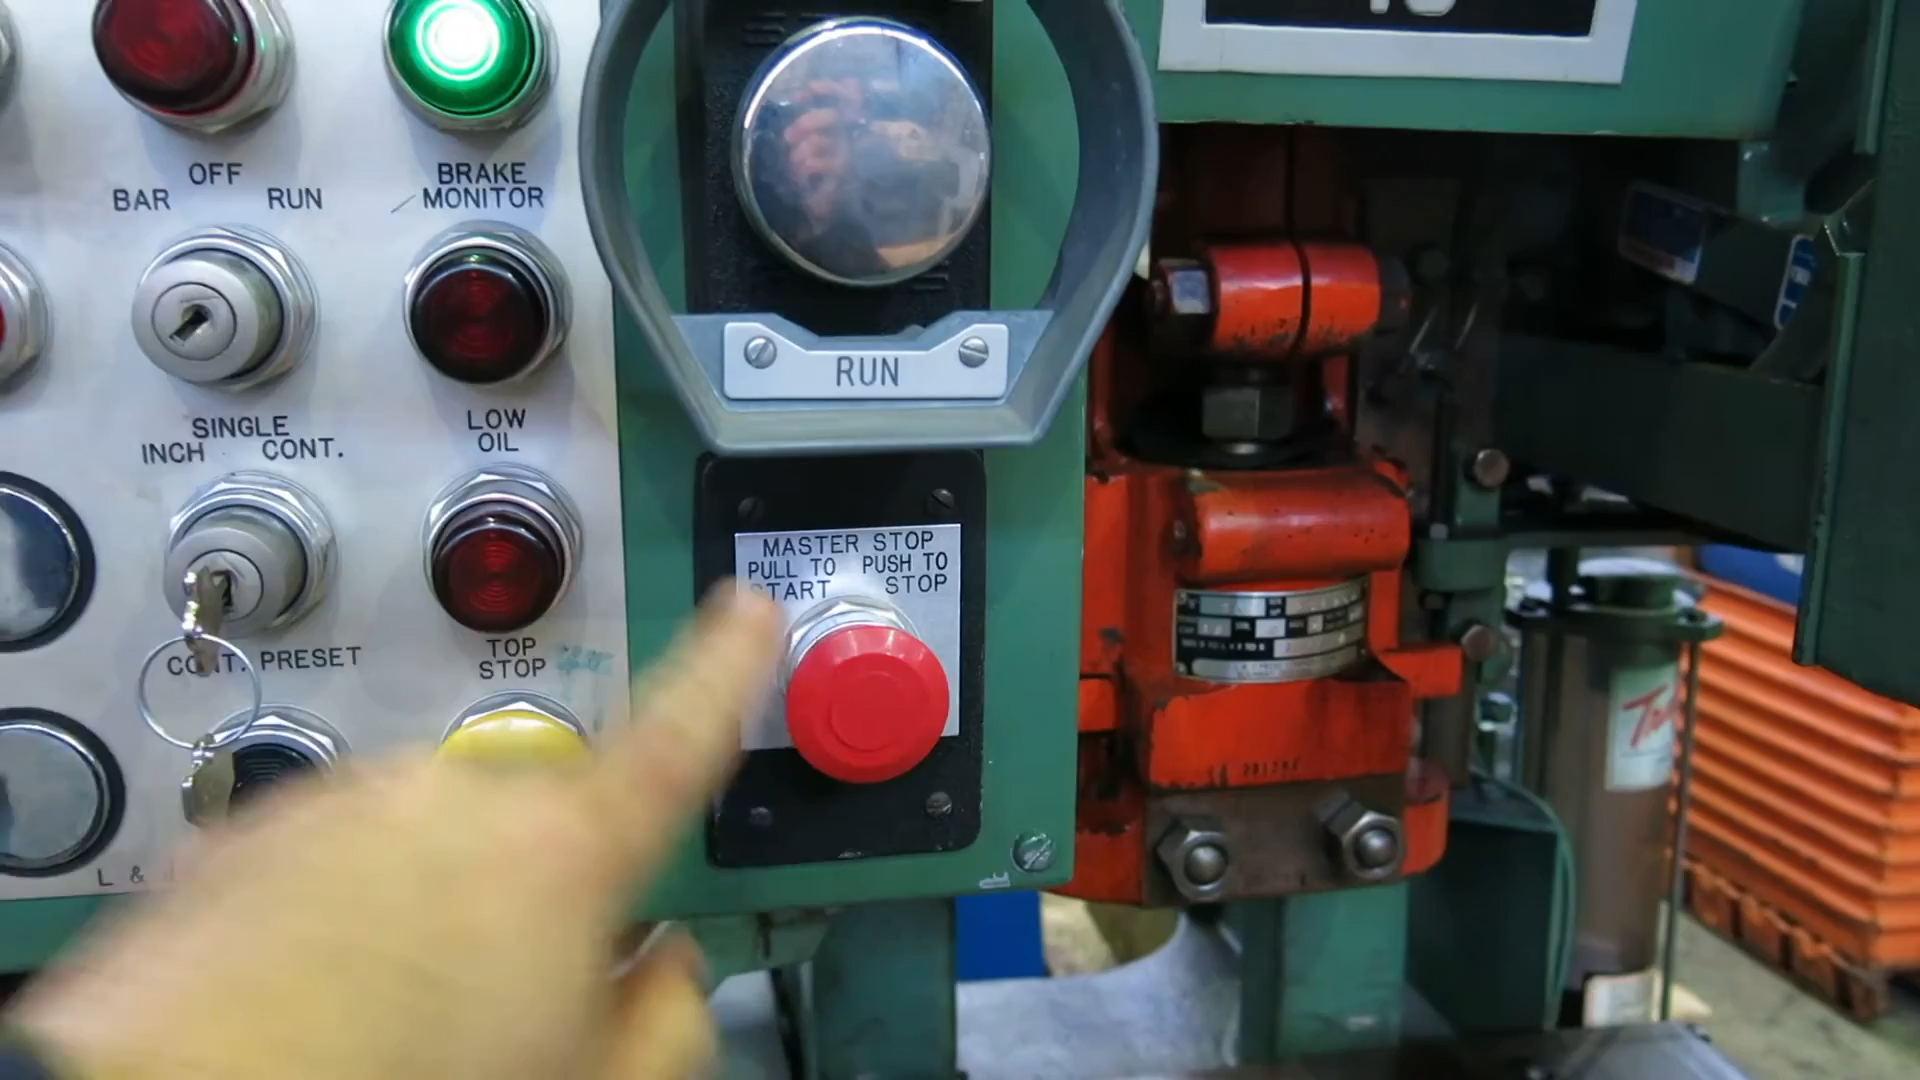 OFF
BAR RUN
BRAKE
MONITOR
SINGLE
INCH CONT.
LOW
OIL
CONT. PRESET
TOP
STOP
L &
RUN
MASTER STOP
PULL TO PUSH TO
START STOP